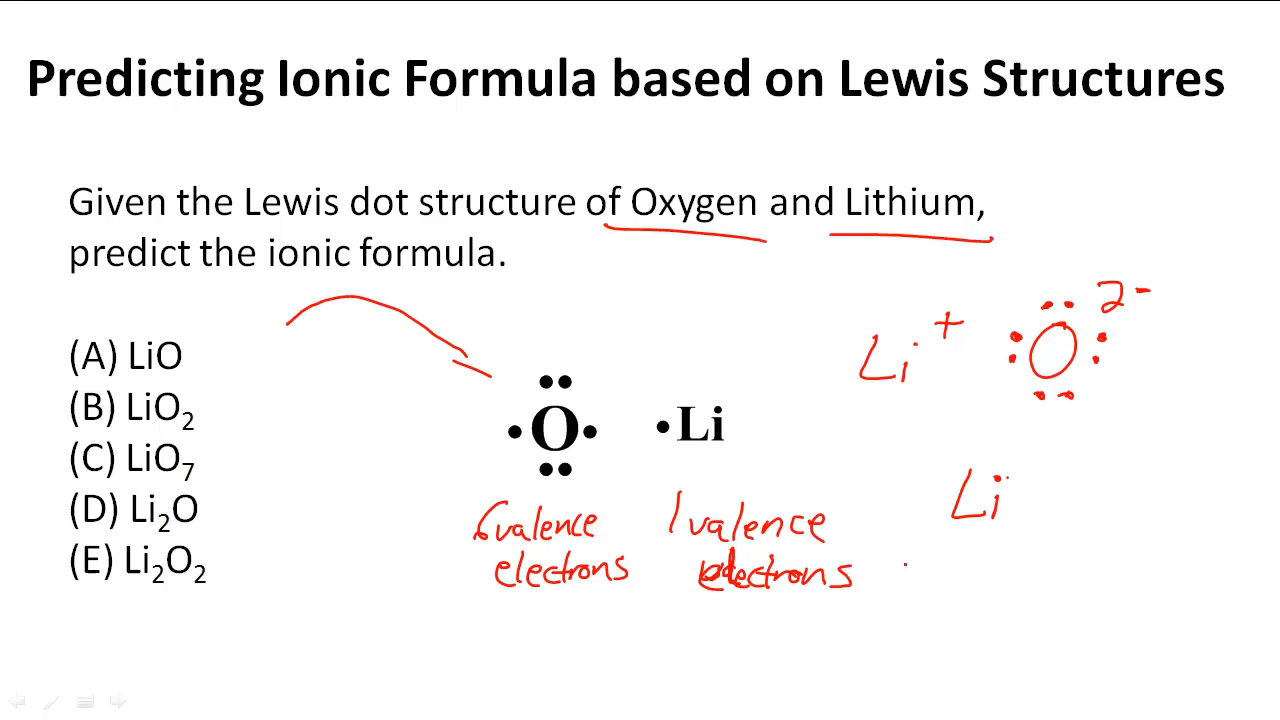 Predicting Ionic Formula based on Lewis Structures
Given the Lewis dot structure of Oxygen and Lithium,
predict the ionic formula.
(A) LiO
(B) LiO₂
(C) LiO₇
(D) Li₂O
(E) Li₂O₂
O
Li
6 valence
electrons
1 valence
electrons
Li +
O 2-
Li